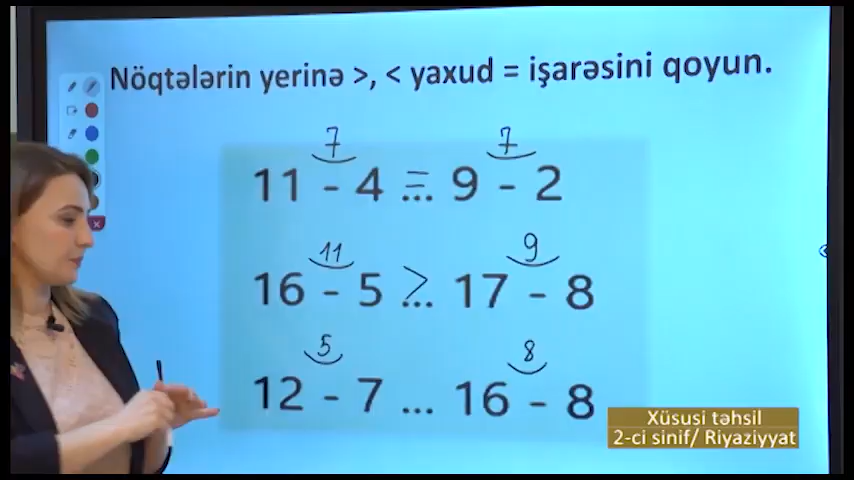 Nöqtələrin yerinə >, < yaxud = işarəsini qoyun.
7 7
11 - 4 = ... 9 - 2
11 9
16 - 5 > ... 17 - 8
5 8
12 - 7 ... 16 - 8
Xüsusi təhsil
2-ci sinif/ Riyaziyyat